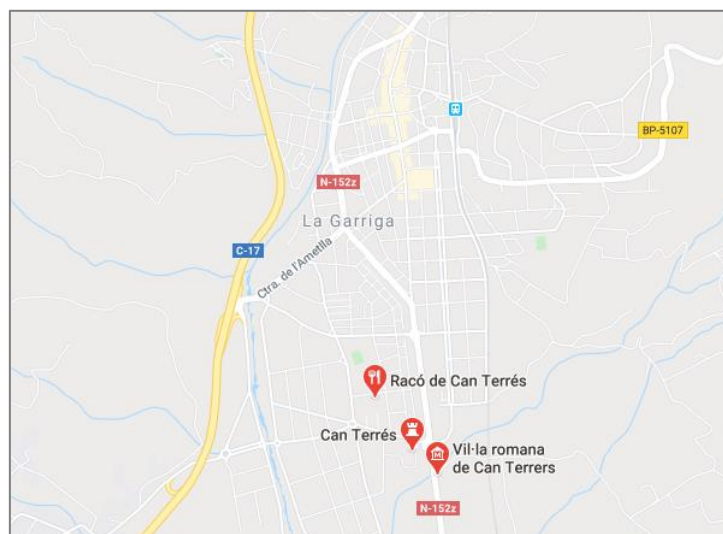 BP-5107
N-152z
La Garriga
C-17
Ctra. de l'Ametlla
Racó de Can Terrés
Can Terrés
Vil·la romana
de Can Terrers
N-152z